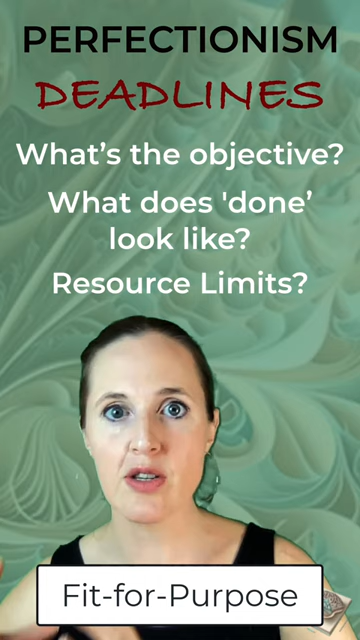 PERFECTIONISM
DEADLINES
What’s the objective?
What does 'done’
look like?
Resource Limits?
Fit-for-Purpose